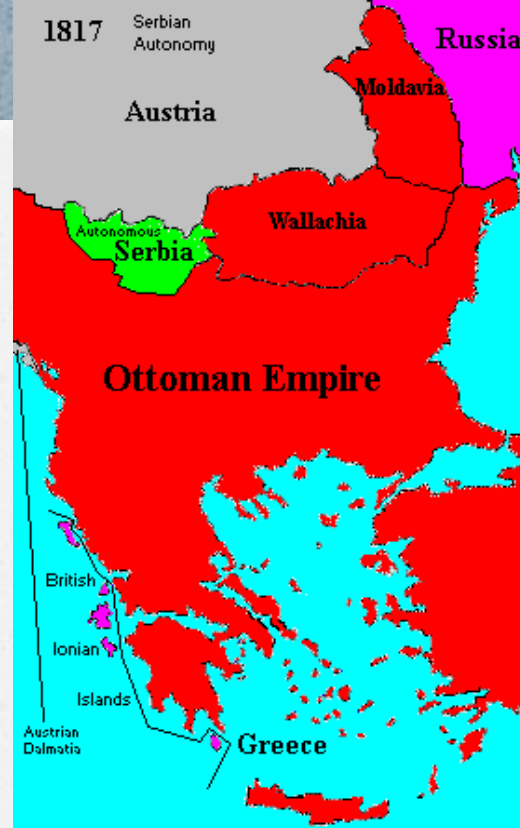 1817 Serbian
Autonomy
Russia
Moldavia
Austria
Wallachia
Autonomous
Serbia
Ottoman Empire
British
Ionian
Islands
Austrian
Dalmatia
Greece